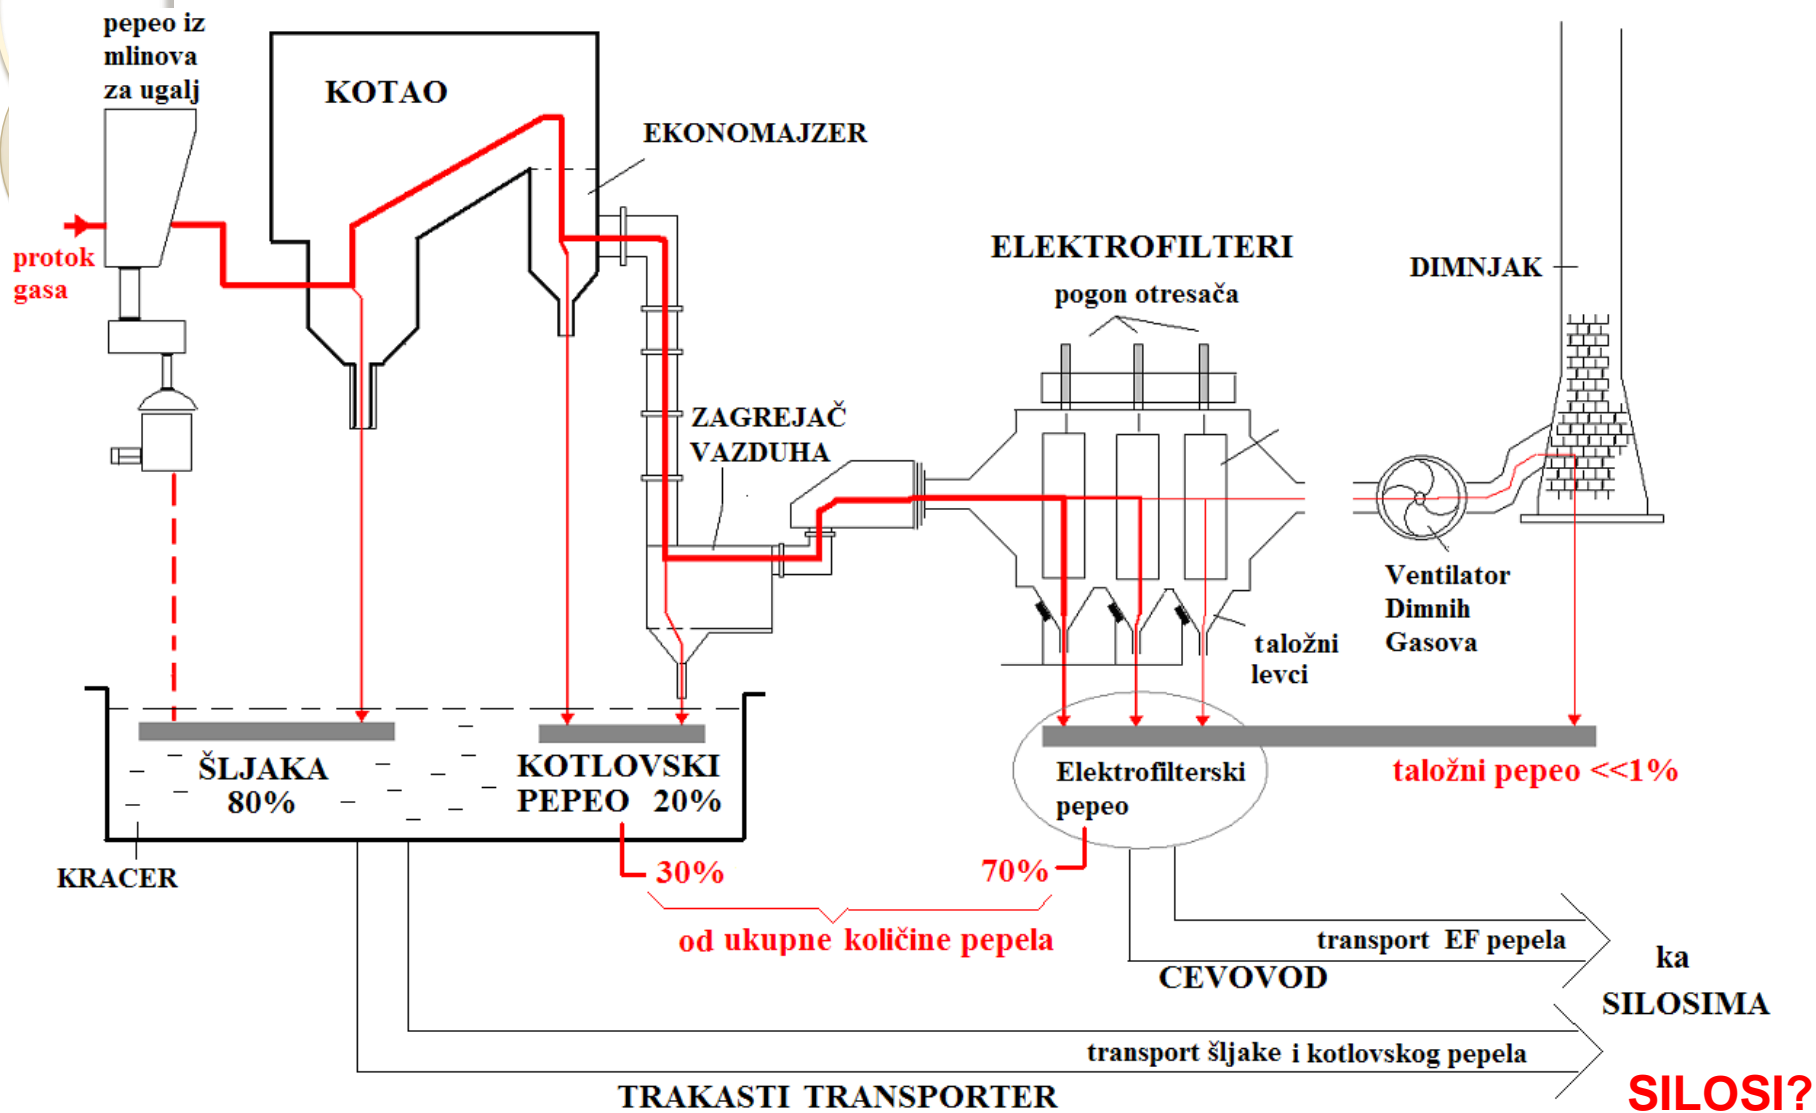 pepeo iz
mlinova
za ugalj
KOTAO
EKONOMAJZER
protok
gasa
ELEKTROFILTERI
pogon otresača
DIMNJAK
ZAGREJAČ
VAZDUHA
Ventilator
Dimnih
Gasova
taložni
levci
ŠLJAKA
80%
KOTLOVSKI
PEPEO 20%
Elektrofilterski
pepeo
taložni pepeo <<1%
KRACER
30%
70%
od ukupne količine pepela
transport EF pepela
CEVOVOD
ka
SILOSIMA
transport šljake i kotlovskog pepela
TRAKASTI TRANSPORTER
SILOSI?